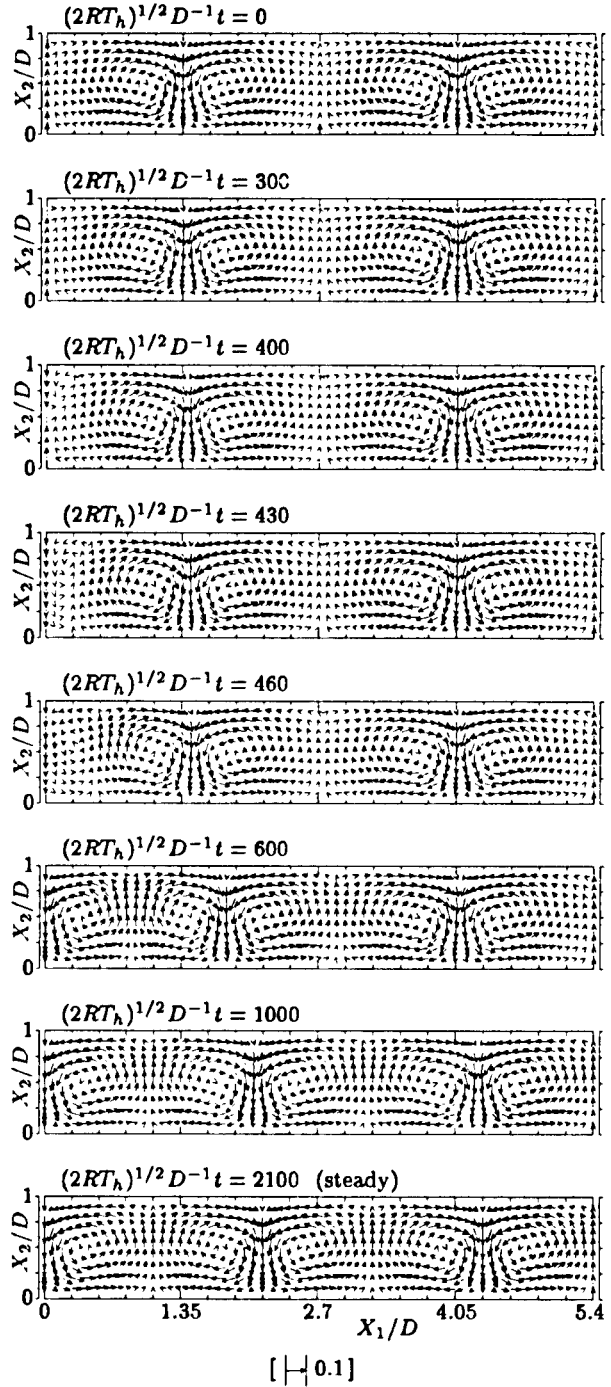 (2RT_h)^{1/2} D^{-1} t = 0
1
X_2/D
0
(2RT_h)^{1/2} D^{-1} t = 300
1
X_2/D
0
(2RT_h)^{1/2} D^{-1} t = 400
1
X_2/D
0
(2RT_h)^{1/2} D^{-1} t = 430
1
X_2/D
0
(2RT_h)^{1/2} D^{-1} t = 460
1
X_2/D
0
(2RT_h)^{1/2} D^{-1} t = 600
1
X_2/D
0
(2RT_h)^{1/2} D^{-1} t = 1000
1
X_2/D
0
(2RT_h)^{1/2} D^{-1} t = 2100 (steady)
1
X_2/D
0
0 1.35 2.7 4.05 5.4
X_1/D
[ 0.1 ]